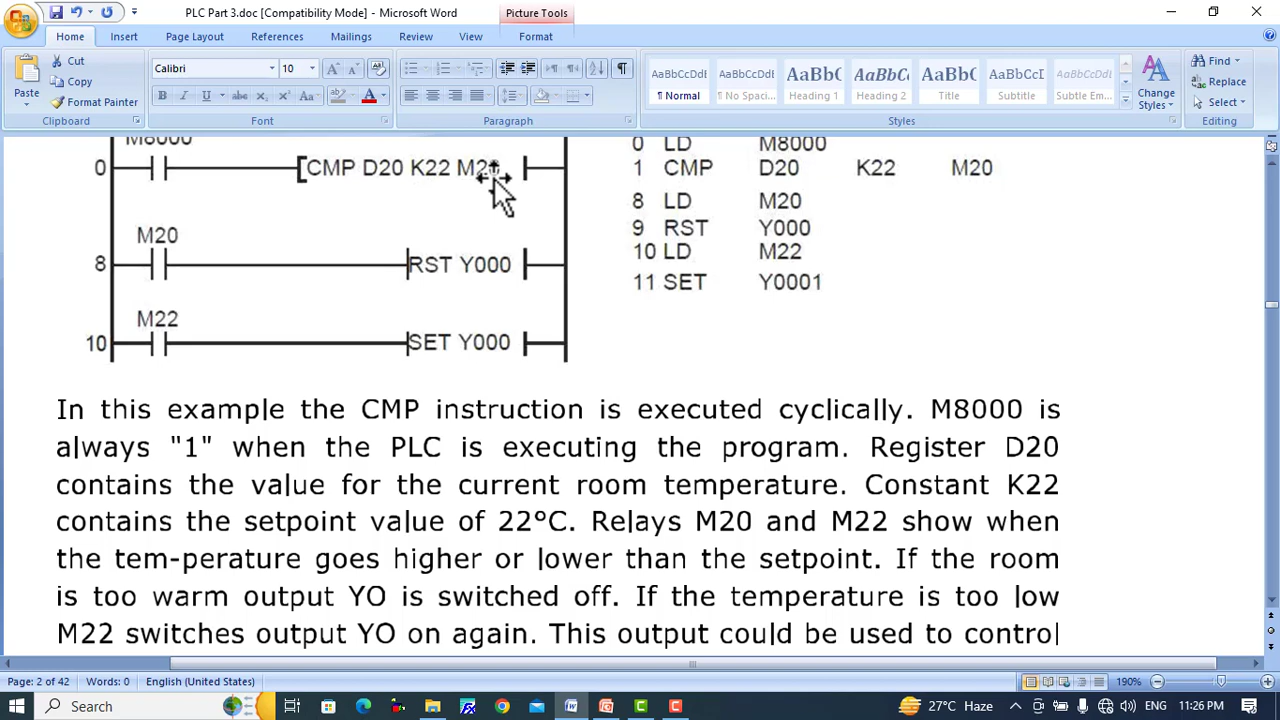 PLC Part 3.doc [Compatibility Mode] - Microsoft Word
Picture Tools
Home Insert Page Layout References Mailings Review View Format
Paste
Cut
Copy
Format Painter
Clipboard
Calibri 10
Font
Paragraph
AaBbCcDd AaBbCcDd AaBbC AaBbCc AaBbC AaBbCcI AaBbCcDd
¶ Normal ¶ No Spaci... Heading 1 Heading 2 Title Subtitle Subtle Em...
Change Styles
Styles
Find
Replace
Select
Editing
M8000
0 CMP D20 K22 M20
M20
8 RST Y000
M22
10 SET Y000
0 LD M8000
1 CMP D20 K22 M20
8 LD M20
9 RST Y000
10 LD M22
11 SET Y0001
In this example the CMP instruction is executed cyclically. M8000 is
always "1" when the PLC is executing the program. Register D20
contains the value for the current room temperature. Constant K22
contains the setpoint value of 22°C. Relays M20 and M22 show when
the tem-perature goes higher or lower than the setpoint. If the room
is too warm output YO is switched off. If the temperature is too low
M22 switches output YO on again. This output could be used to control
Page: 2 of 42 Words: 0 English (United States) 190%
Search
27°C Haze 11:26 PM